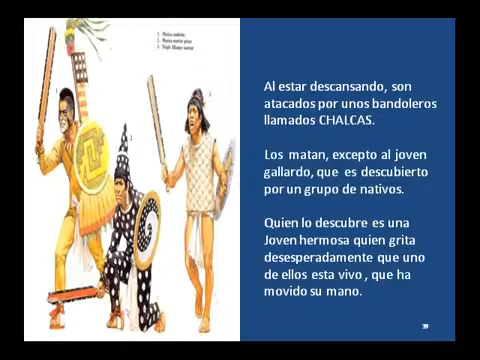 Al estar descansando, son
atacados por unos bandoleros
llamados CHALCAS.
Los matan, excepto al joven
gallardo, que es descubierto
por un grupo de nativos.
Quien lo descubre es una
Joven hermosa quien grita
desesperadamente que uno
de ellos esta vivo , que ha
movido su mano.
39